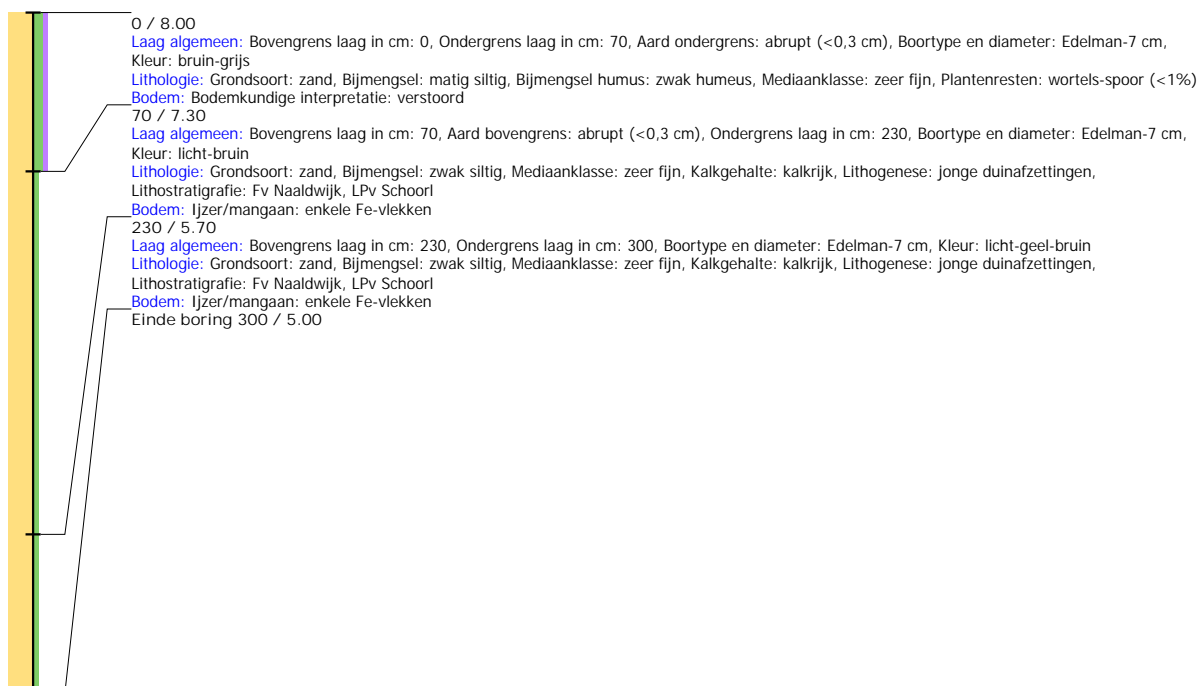 0 / 8.00
Laag algemeen: Bovengrens laag in cm: 0, Ondergrens laag in cm: 70, Aard ondergrens: abrupt (<0,3 cm), Boortype en diameter: Edelman-7 cm,
Kleur: bruin-grijs
Lithologie: Grondsoort: zand, Bijmengsel: matig siltig, Bijmengsel humus: zwak humeus, Mediaanklasse: zeer fijn, Plantenresten: wortels-spoor (<1%)
Bodem: Bodemkundige interpretatie: verstoord
70 / 7.30
Laag algemeen: Bovengrens laag in cm: 70, Aard bovengrens: abrupt (<0,3 cm), Ondergrens laag in cm: 230, Boortype en diameter: Edelman-7 cm,
Kleur: licht-bruin
Lithologie: Grondsoort: zand, Bijmengsel: zwak siltig, Mediaanklasse: zeer fijn, Kalkgehalte: kalkrijk, Lithogenese: jonge duinafzettingen,
Lithostratigrafie: Fv Naaldwijk, LPv Schoorl
Bodem: Ijzer/mangaan: enkele Fe-vlekken
230 / 5.70
Laag algemeen: Bovengrens laag in cm: 230, Ondergrens laag in cm: 300, Boortype en diameter: Edelman-7 cm, Kleur: licht-geel-bruin
Lithologie: Grondsoort: zand, Bijmengsel: zwak siltig, Mediaanklasse: zeer fijn, Kalkgehalte: kalkrijk, Lithogenese: jonge duinafzettingen,
Lithostratigrafie: Fv Naaldwijk, LPv Schoorl
Bodem: Ijzer/mangaan: enkele Fe-vlekken
Einde boring 300 / 5.00